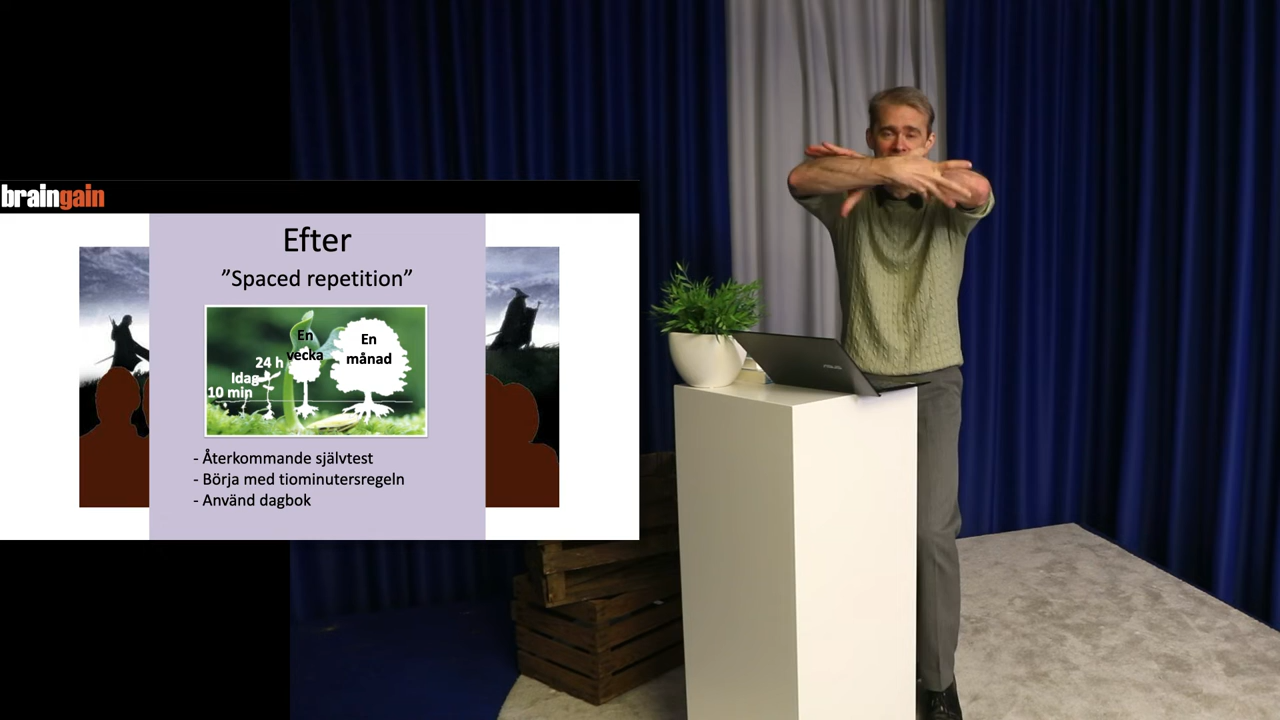 braingain
Efter
”Spaced repetition”
En
vecka
En
månad
24 h
Idag
10 min
- Återkommande självtest
- Börja med tiominutersregeln
- Använd dagbok
ASUS